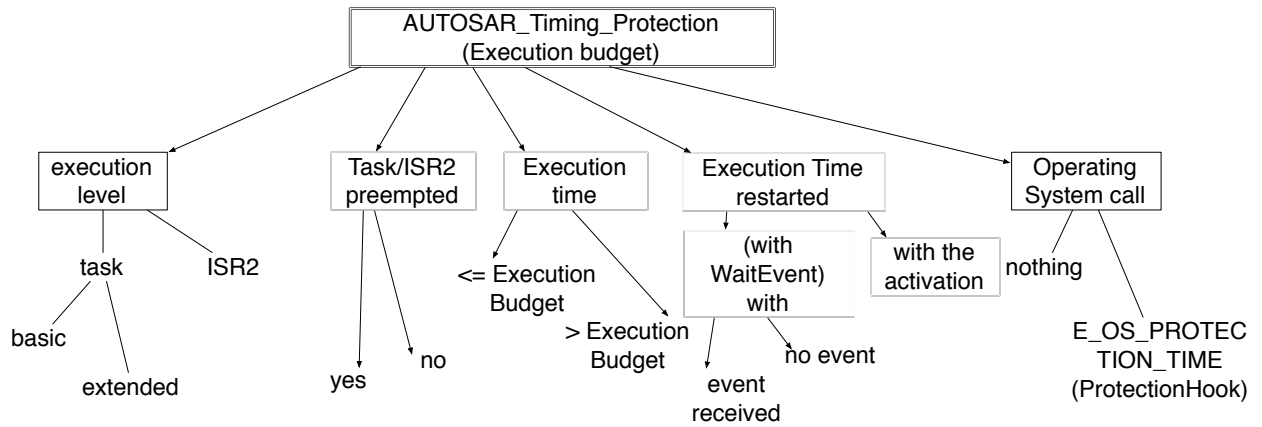 AUTOSAR_Timing_Protection
(Execution budget)
execution
level
Task/ISR2
preempted
Execution
time
Execution Time
restarted
Operating
System call
task
ISR2
basic
extended
yes
no
<= Execution
Budget
> Execution
Budget
(with
WaitEvent)
with
with the
activation
event
received
no event
nothing
E_OS_PROTEC
TION_TIME
(ProtectionHook)